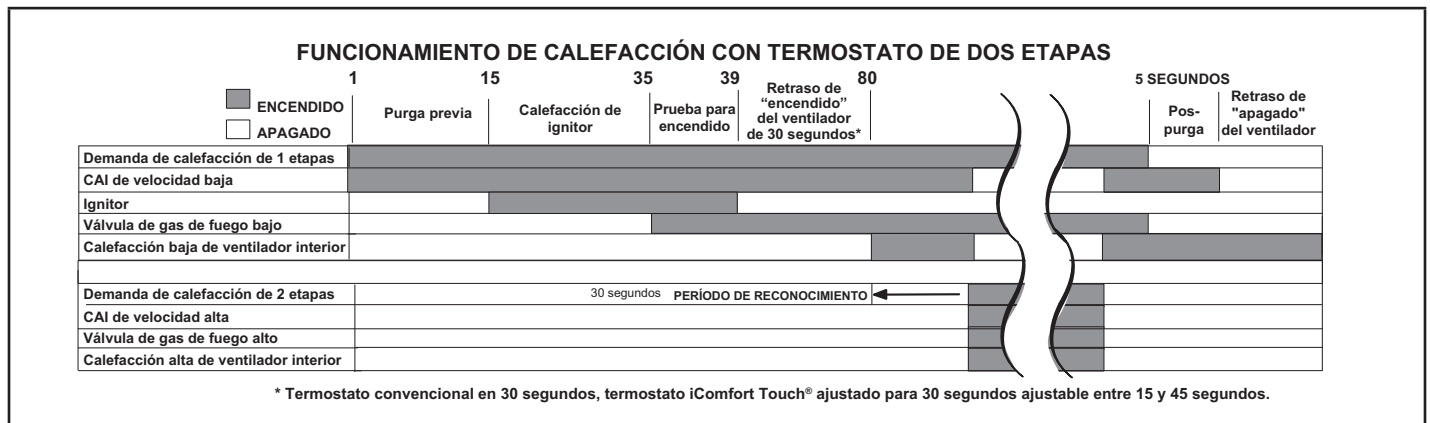 FUNCIONAMIENTO DE CALEFACCIÓN CON TERMOSTATO DE DOS ETAPAS
1 15 35 39 80 5 SEGUNDOS
ENCENDIDO
APAGADO
Purga previa
Calefacción de
ignitor
Prueba para
encendido
Retraso de
“encendido”
del ventilador
de 30 segundos*
Pos-
purga
Retraso de
"apagado"
del ventilador
Demanda de calefacción de 1 etapas
CAI de velocidad baja
Ignitor
Válvula de gas de fuego bajo
Calefacción baja de ventilador interior
Demanda de calefacción de 2 etapas
30 segundos PERÍODO DE RECONOCIMIENTO
CAI de velocidad alta
Válvula de gas de fuego alto
Calefacción alta de ventilador interior
* Termostato convencional en 30 segundos, termostato iComfort Touch® ajustado para 30 segundos ajustable entre 15 y 45 segundos.